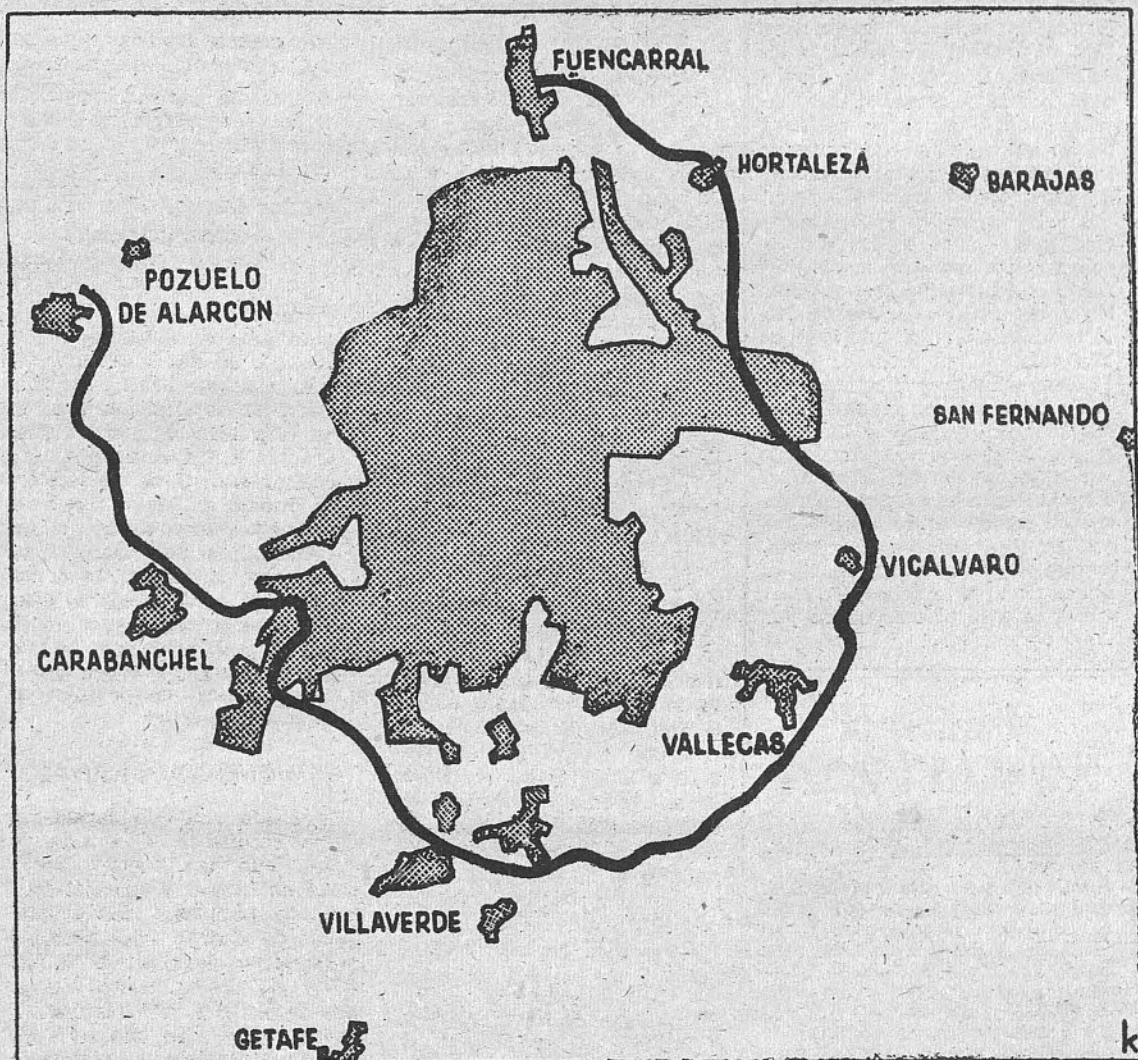 FUENCARRAL
HORTALEZA
BARAJAS
POZUELO
DE ALARCON
SAN FERNANDO
VICALVARO
CARABANCHEL
VALLECAS
VILLAVERDE
GETAFE
k